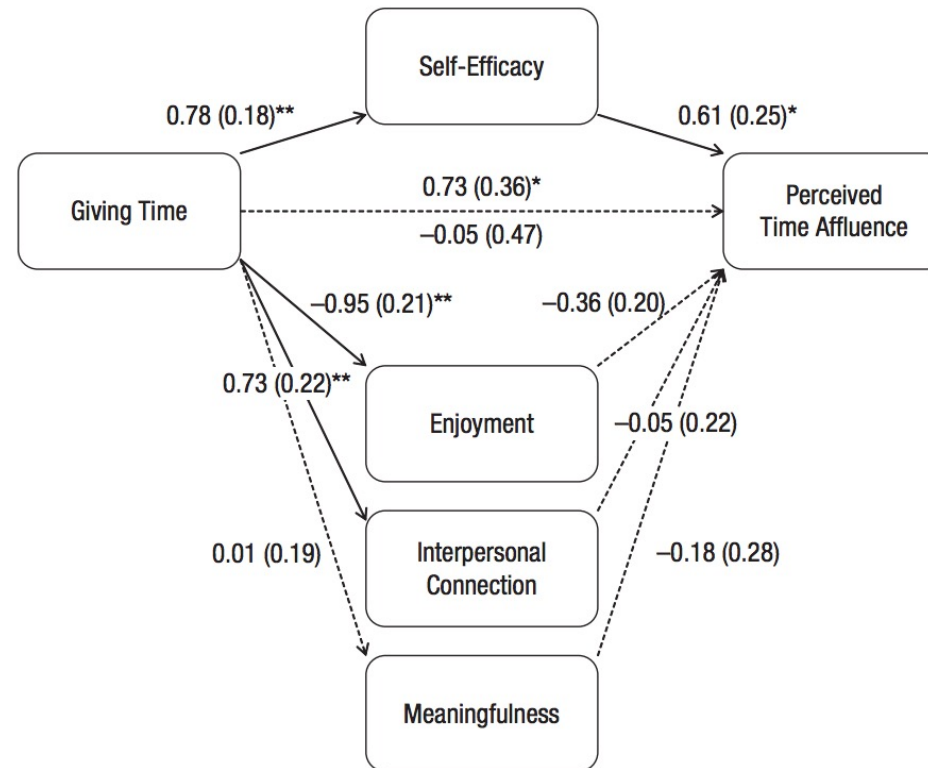 Self-Efficacy
0.78 (0.18)**
0.61 (0.25)*
Giving Time
0.73 (0.36)*
–0.05 (0.47)
Perceived
Time Affluence
–0.95 (0.21)**
–0.36 (0.20)
0.73 (0.22)**
Enjoyment
–0.05 (0.22)
0.01 (0.19)
Interpersonal
Connection
–0.18 (0.28)
Meaningfulness